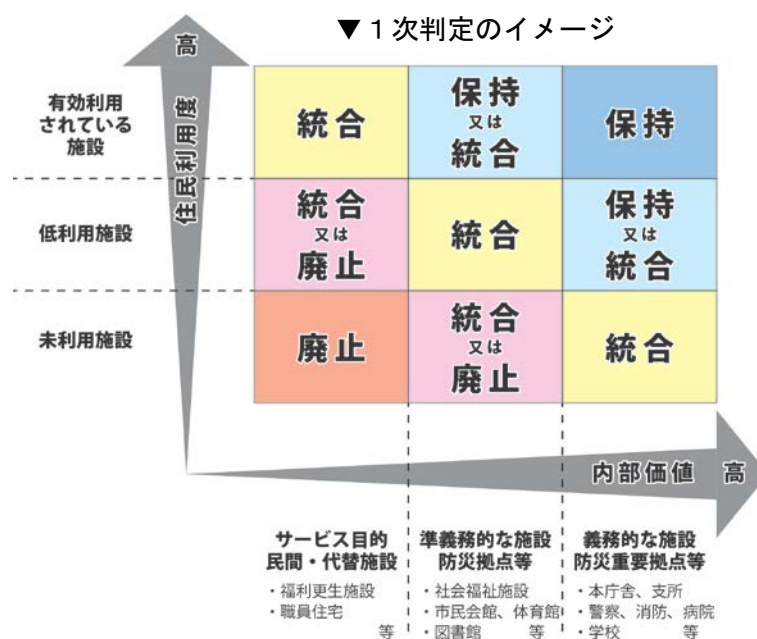 ▼１次判定のイメージ
高
住民利用度
有効利用
されている
施設
統合
保持
又は
統合
保持
低利用施設
統合
又は
廃止
統合
保持
又は
統合
未利用施設
廃止
統合
又は
廃止
統合
内部価値 高
サービス目的
民間・代替施設
・福利更生施設
・職員住宅
等
準義務的な施設
防災拠点等
・社会福祉施設
・市民会館、体育館
・図書館 等
義務的な施設
防災重要拠点等
・本庁舎、支所
・警察、消防、病院
・学校 等